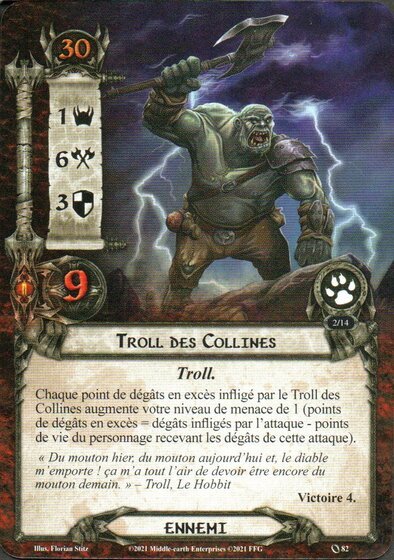 30
1
6
3
9
2/14
Troll des Collines
Troll.
Chaque point de dégâts en excès infligé par le Troll des
Collines augmente votre niveau de menace de 1 (points
de dégâts en excès = dégâts infligés par l'attaque - points
de vie du personnage recevant les dégâts de cette attaque).
« Du mouton hier, du mouton aujourd'hui et, le diable
m'emporte ! ça m'a tout l'air de devoir être encore du
mouton demain. » – Troll, Le Hobbit
Victoire 4.
ENNEMI
Illus. Florian Stitz ©2021 Middle-earth Enterprises ©2021 FFG 82